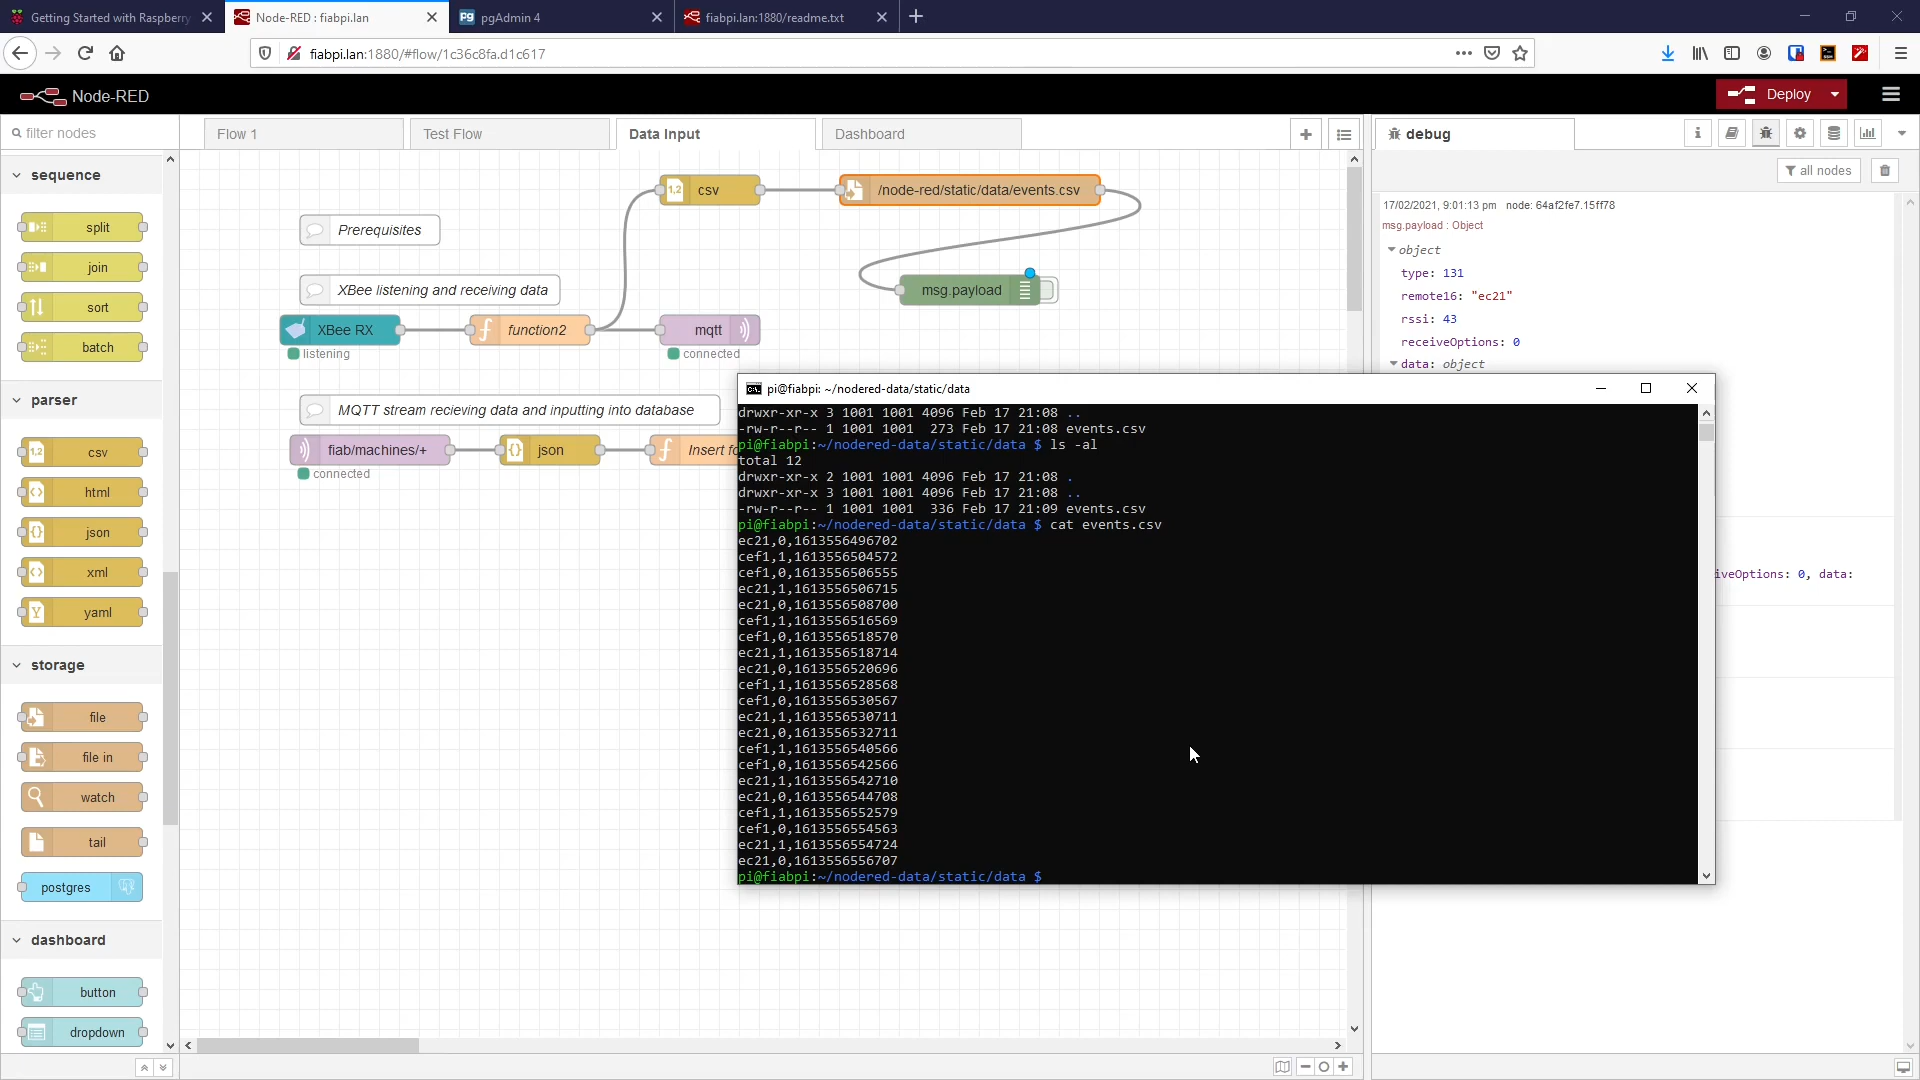 Getting Started with Raspberry
Node-RED : fiabpi.lan
pgAdmin 4
fiabpi.lan:1880/readme.txt
fiabpi.lan:1880/#flow/1c36c8fa.d1c617
Node-RED
Deploy
filter nodes
Flow 1
Test Flow
Data Input
Dashboard
debug
all nodes
sequence
split
join
sort
batch
parser
csv
html
json
xml
yaml
storage
file
file in
watch
tail
postgres
dashboard
button
dropdown
csv
/node-red/static/data/events.csv
Prerequisites
XBee listening and receiving data
msg.payload
XBee RX
function2
mqtt
listening
connected
MQTT stream recieving data and inputting into database
fiab/machines/+
json
Insert fo
connected
17/02/2021, 9:01:13 pm node: 64af2fe7.15ff78
msg.payload : Object
object
type: 131
remote16: "ec21"
rssi: 43
receiveOptions: 0
data: object
iveOptions: 0, data:
pi@fiabpi: ~/nodered-data/static/data
drwxr-xr-x 3 1001 1001 4096 Feb 17 21:08 ..
-rw-r--r-- 1 1001 1001  273 Feb 17 21:08 events.csv
pi@fiabpi:~/nodered-data/static/data $ ls -al
total 12
drwxr-xr-x 2 1001 1001 4096 Feb 17 21:08 .
drwxr-xr-x 3 1001 1001 4096 Feb 17 21:08 ..
-rw-r--r-- 1 1001 1001  336 Feb 17 21:09 events.csv
pi@fiabpi:~/nodered-data/static/data $ cat events.csv
ec21,0,1613556496702
cef1,1,1613556504572
cef1,0,1613556506555
ec21,1,1613556506715
ec21,0,1613556508700
cef1,1,1613556516569
cef1,0,1613556518570
ec21,1,1613556518714
ec21,0,1613556520696
cef1,1,1613556528568
cef1,0,1613556530567
ec21,1,1613556530711
ec21,0,1613556532711
cef1,1,1613556540566
cef1,0,1613556542566
ec21,1,1613556542710
ec21,0,1613556544708
cef1,1,1613556552579
cef1,0,1613556554563
ec21,1,1613556554724
ec21,0,1613556556707
pi@fiabpi:~/nodered-data/static/data $